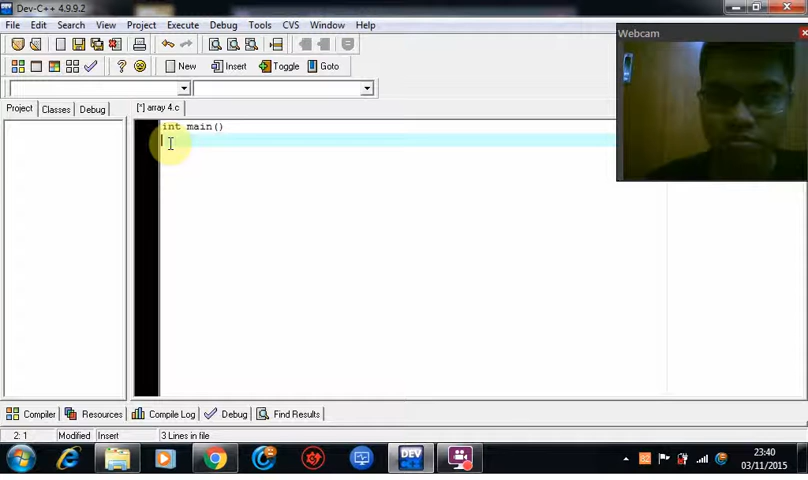 Dev-C++ 4.9.9.2
File Edit Search View Project Execute Debug Tools CVS Window Help
New Insert Toggle Goto
Project Classes Debug
[*] array 4.c
int main()
Webcam
Compiler Resources Compile Log Debug Find Results
2: 1 Modified Insert 3 Lines in file
DEV
23:40
03/11/2015